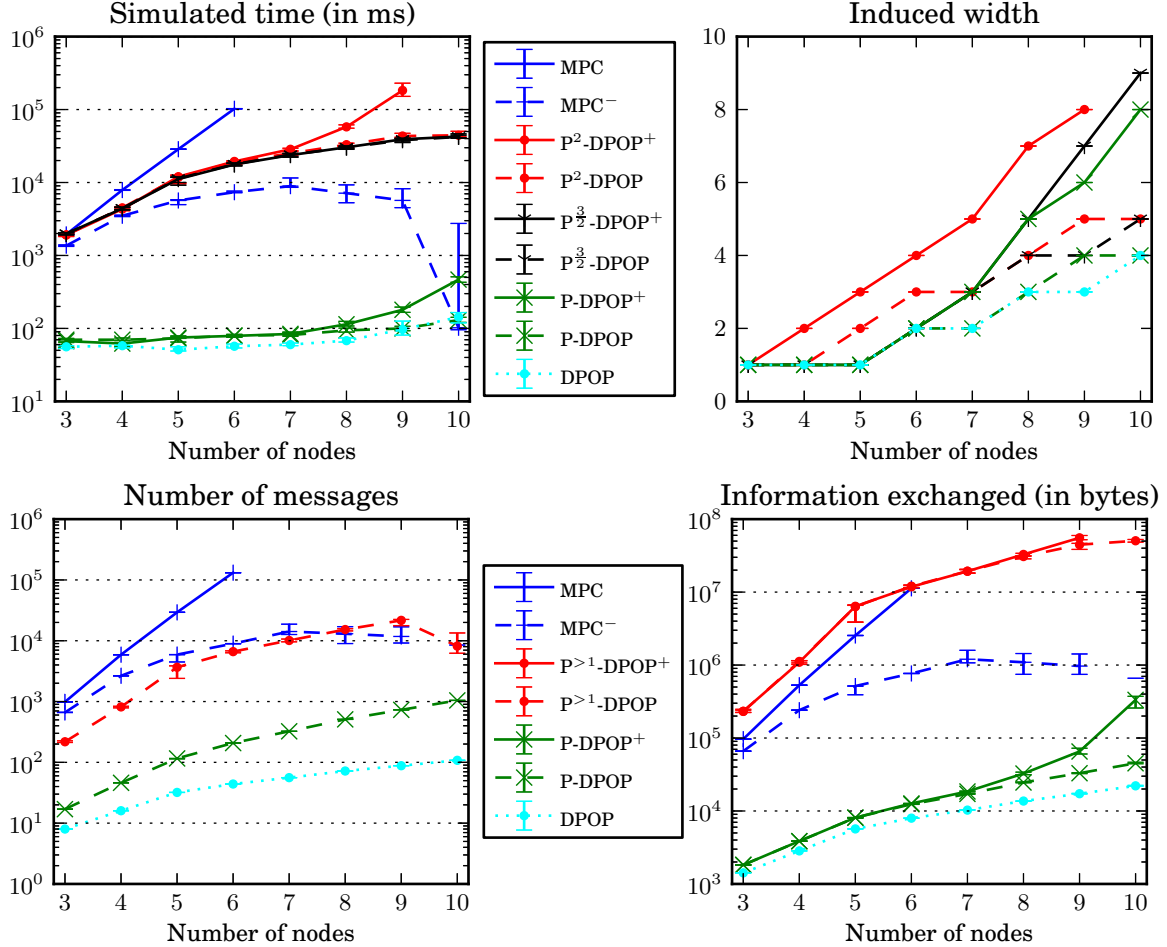 Simulated time (in ms)
10^6
10^5
10^4
10^3
10^2
10^1
3 4 5 6 7 8 9 10
Number of nodes
MPC
MPC^-
P^2-DPOP^+
P^2-DPOP
P^{3/2}-DPOP^+
P^{3/2}-DPOP
P-DPOP^+
P-DPOP
DPOP
Induced width
10
8
6
4
2
0
3 4 5 6 7 8 9 10
Number of nodes
Number of messages
10^6
10^5
10^4
10^3
10^2
10^1
10^0
3 4 5 6 7 8 9 10
Number of nodes
MPC
MPC^-
P^{>1}-DPOP^+
P^{>1}-DPOP
P-DPOP^+
P-DPOP
DPOP
Information exchanged (in bytes)
10^8
10^7
10^6
10^5
10^4
10^3
3 4 5 6 7 8 9 10
Number of nodes